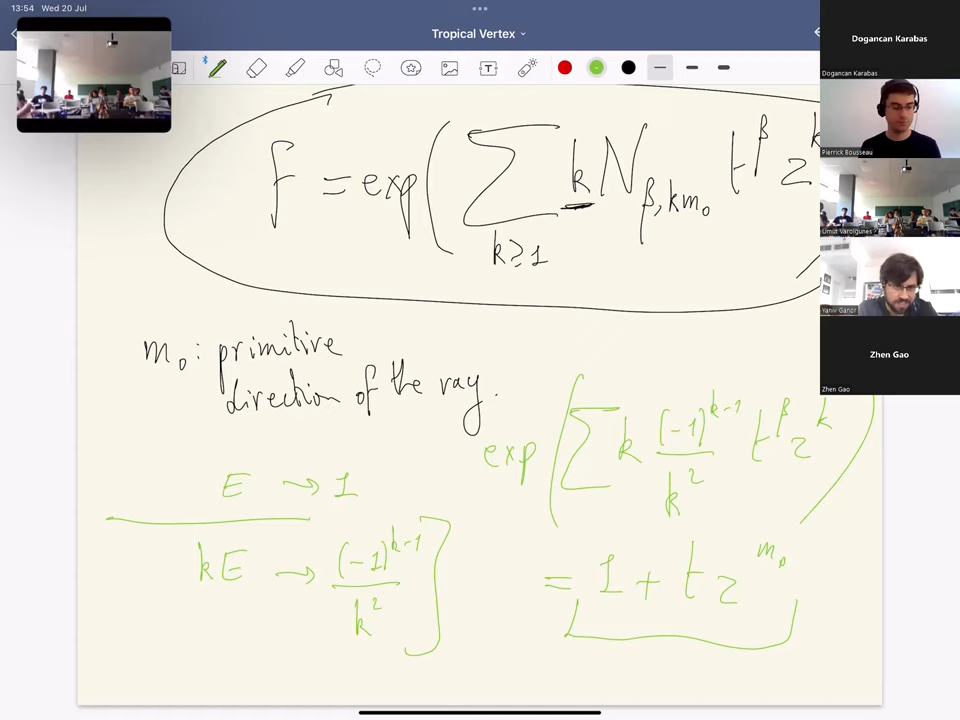 13:54 Wed 20 Jul
Tropical Vertex
Dogancan Karabas
Dogancan Karabas
Pierrick Bousseau
Umut Varolgunes
Yaniv Ganor
Zhen Gao
Zhen Gao
f = exp( Σ_{k≥1} k N_{β,km₀} t^β z^k
m₀: primitive
direction of the ray.
exp( Σ k (-1)^{k-1}/k² t^β z^k )
E → 1
kE → (-1)^{k-1}/k²
= 1 + t z^{m₀}